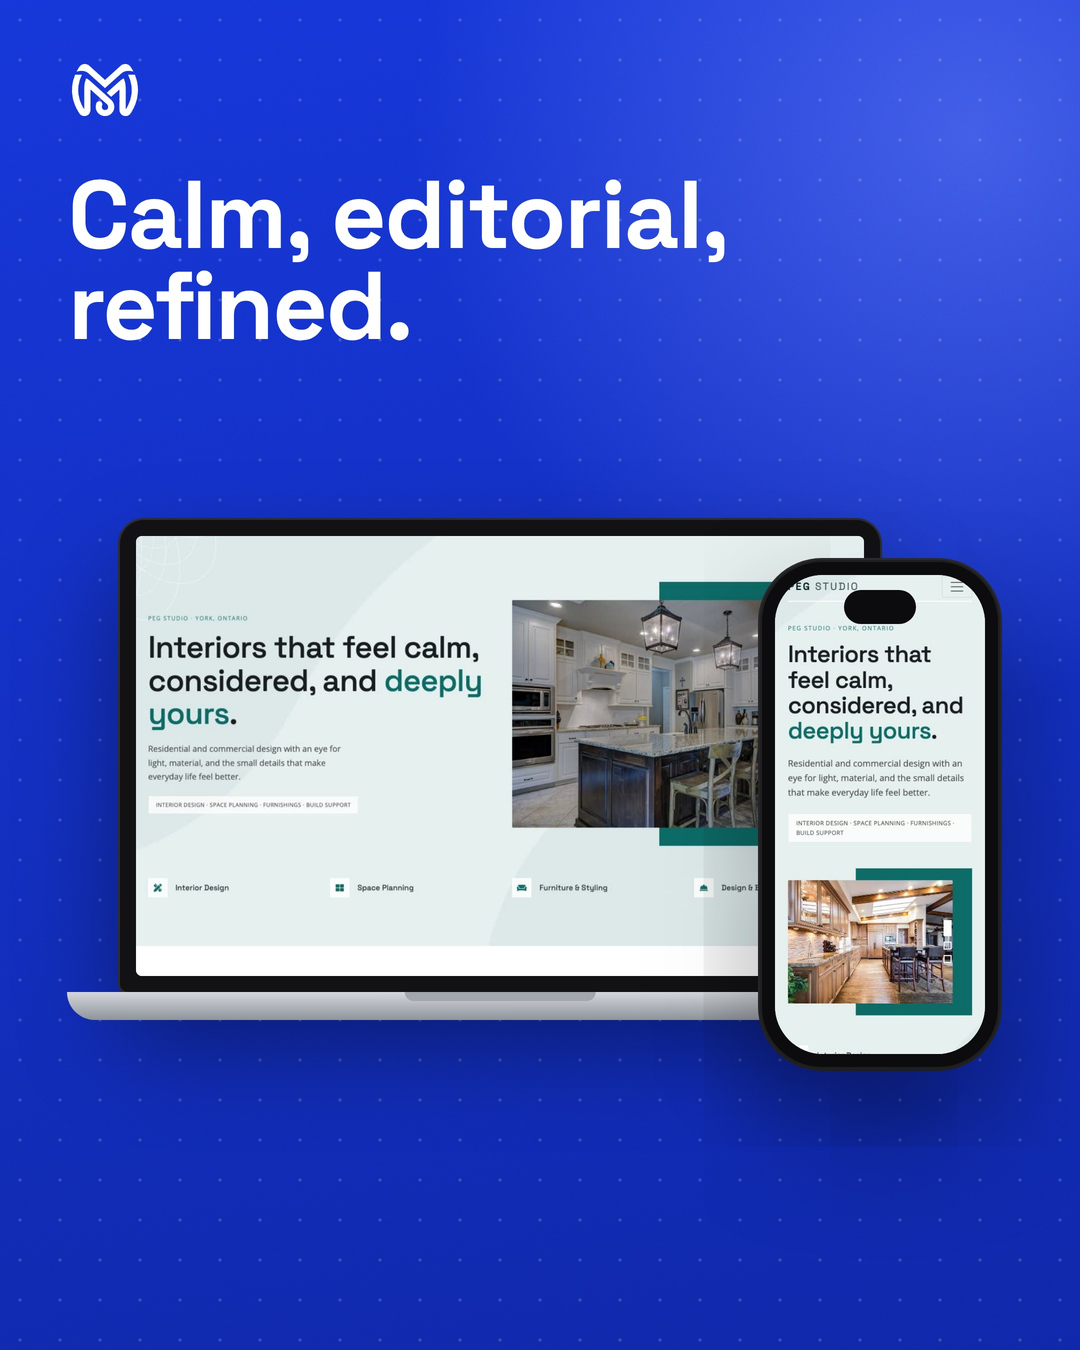 Calm, editorial,
refined.
PEG STUDIO · YORK, ONTARIO
Interiors that feel calm,
considered, and deeply
yours.
Residential and commercial design with an eye for
light, material, and the small details that make
everyday life feel better.
INTERIOR DESIGN · SPACE PLANNING · FURNISHINGS · BUILD SUPPORT
Interior Design
Space Planning
Furniture & Styling
Design &
PEG STUDIO
PEG STUDIO · YORK, ONTARIO
Interiors that
feel calm,
considered, and
deeply yours.
Residential and commercial design with an
eye for light, material, and the small details
that make everyday life feel better.
INTERIOR DESIGN · SPACE PLANNING · FURNISHINGS ·
BUILD SUPPORT